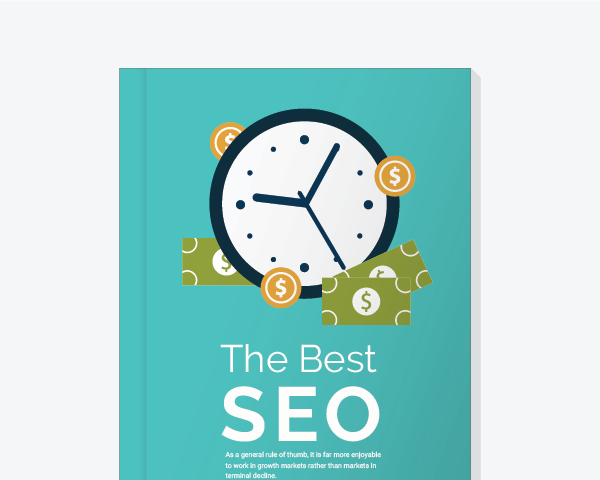 $
$
$
$
$
$
The Best
SEO
As a general rule of thumb, it is far more enjoyable
to work in growth markets rather than markets in
terminal decline.